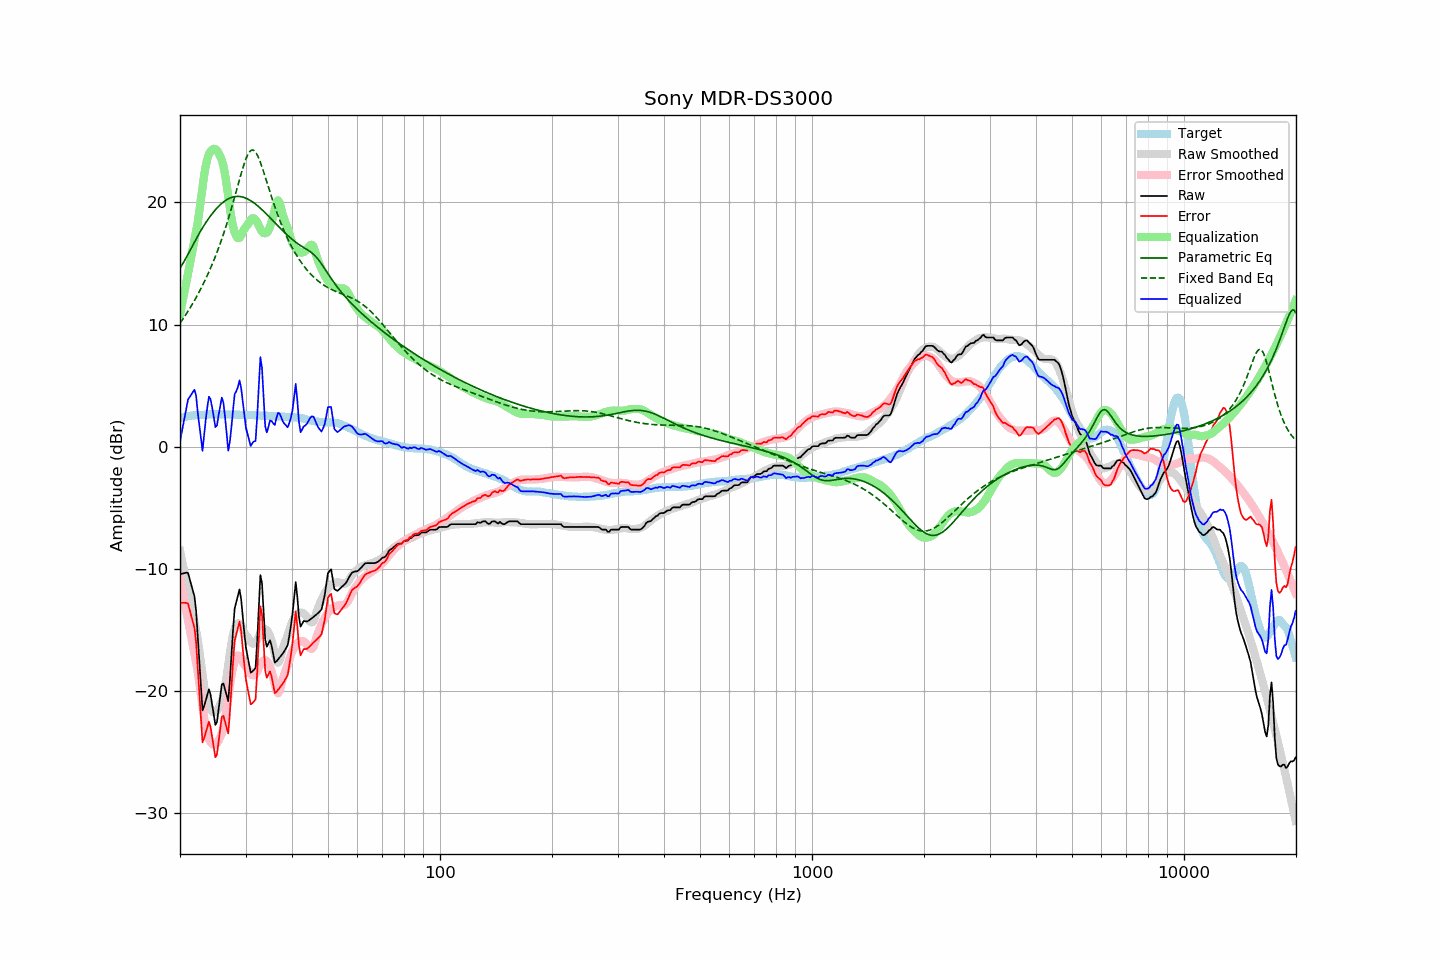 Sony MDR-DS3000
Target
Raw Smoothed
Error Smoothed
Raw
Error
Equalization
Parametric Eq
Fixed Band Eq
Equalized
Amplitude (dBr)
20
10
0
−10
−20
−30
100
1000
10000
Frequency (Hz)